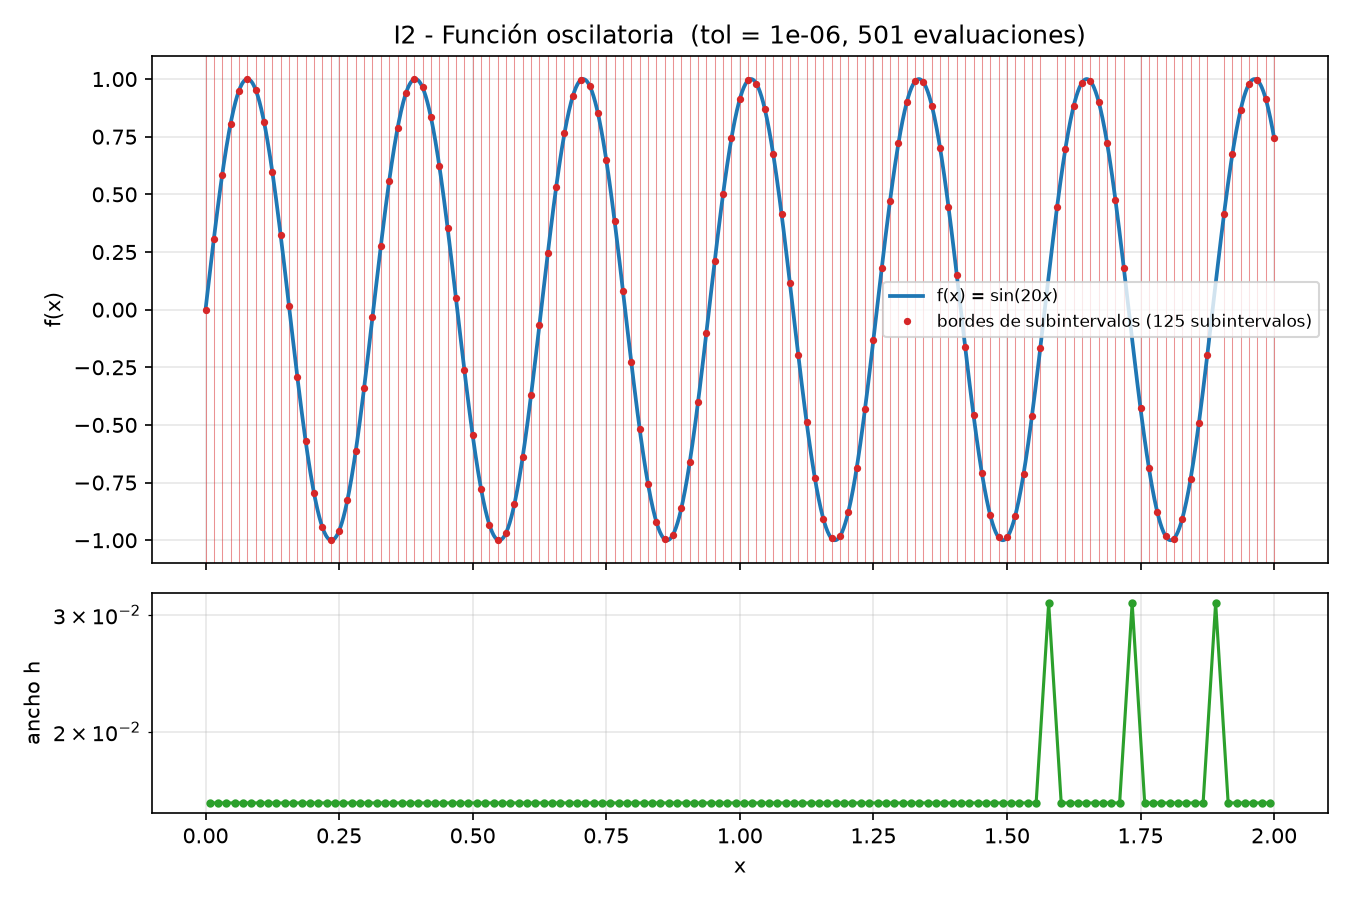 I2 - Función oscilatoria  (tol = 1e-06, 501 evaluaciones)
f(x)
1.00
0.75
0.50
0.25
0.00
−0.25
−0.50
−0.75
−1.00
f(x) = sin(20x)
bordes de subintervalos (125 subintervalos)
ancho h
3 × 10⁻²
2 × 10⁻²
0.00 0.25 0.50 0.75 1.00 1.25 1.50 1.75 2.00
x